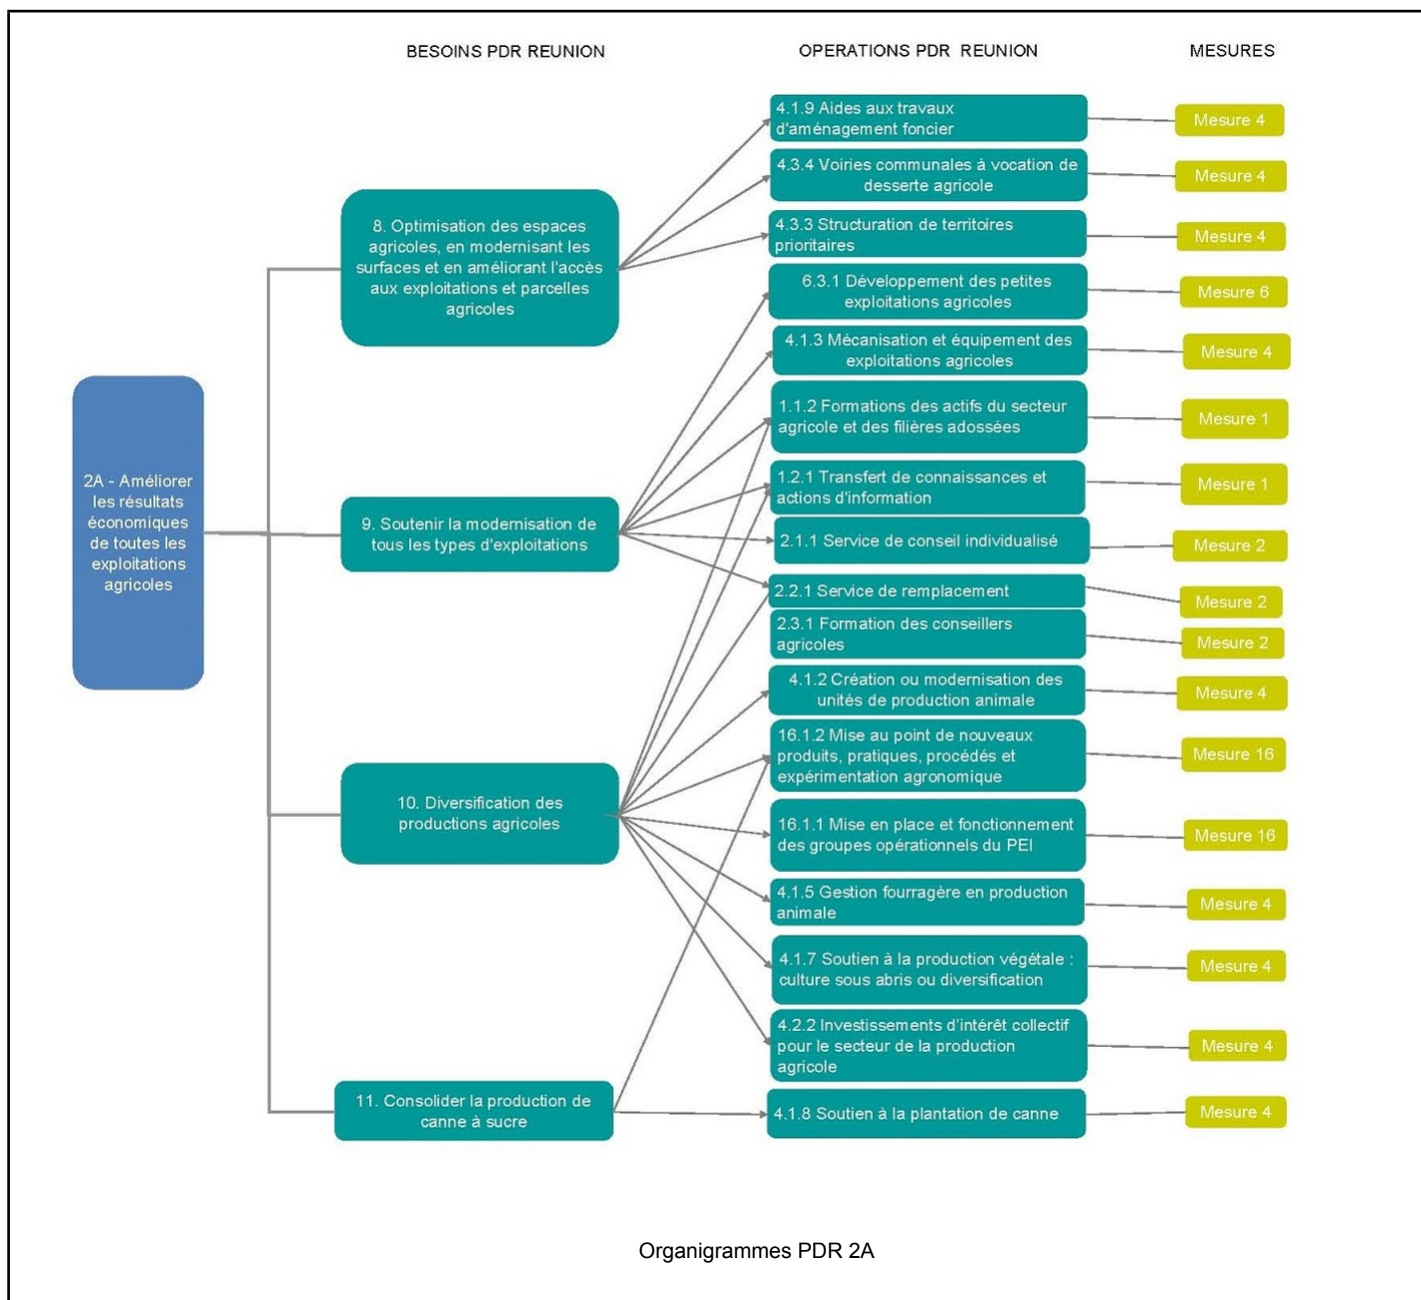 BESOINS PDR REUNION
OPERATIONS PDR REUNION
MESURES
2A - Améliorer
les résultats
économiques
de toutes les
exploitations
agricoles
8. Optimisation des espaces
agricoles, en modernisant les
surfaces et en améliorant l'accès
aux exploitations et parcelles
agricoles
9. Soutenir la modernisation de
tous les types d'exploitations
10. Diversification des
productions agricoles
11. Consolider la production de
canne à sucre
4.1.9 Aides aux travaux
d'aménagement foncier
Mesure 4
4.3.4 Voiries communales à vocation de
desserte agricole
Mesure 4
4.3.3 Structuration de territoires
prioritaires
Mesure 4
6.3.1 Développement des petites
exploitations agricoles
Mesure 6
4.1.3 Mécanisation et équipement des
exploitations agricoles
Mesure 4
1.1.2 Formations des actifs du secteur
agricole et des filières adossées
Mesure 1
1.2.1 Transfert de connaissances et
actions d'information
Mesure 1
2.1.1 Service de conseil individualisé
Mesure 2
2.2.1 Service de remplacement
Mesure 2
2.3.1 Formation des conseillers
agricoles
Mesure 2
4.1.2 Création ou modernisation des
unités de production animale
Mesure 4
16.1.2 Mise au point de nouveaux
produits, pratiques, procédés et
expérimentation agronomique
Mesure 16
16.1.1 Mise en place et fonctionnement
des groupes opérationnels du PEI
Mesure 16
4.1.5 Gestion fourragère en production
animale
Mesure 4
4.1.7 Soutien à la production végétale :
culture sous abris ou diversification
Mesure 4
4.2.2 Investissements d'intérêt collectif
pour le secteur de la production
agricole
Mesure 4
4.1.8 Soutien à la plantation de canne
Mesure 4
Organigrammes PDR 2A